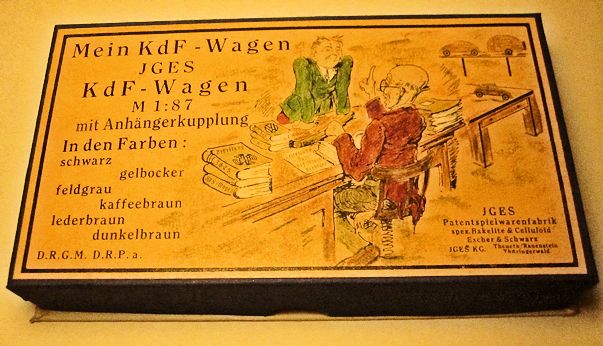 Mein KdF-Wagen
JGES
KdF-Wagen
M 1:87
mit Anhängerkupplung
In den Farben:
schwarz
gelbocker
feldgrau
kaffeebraun
lederbraun
dunkelbraun
D.R.G.M. D.R.P. a.
JGES
Patentspielwarenfabrik
spez. Bakelite & Celluloid
Escher & Schwarz
JGES KG.
Thüringerwald